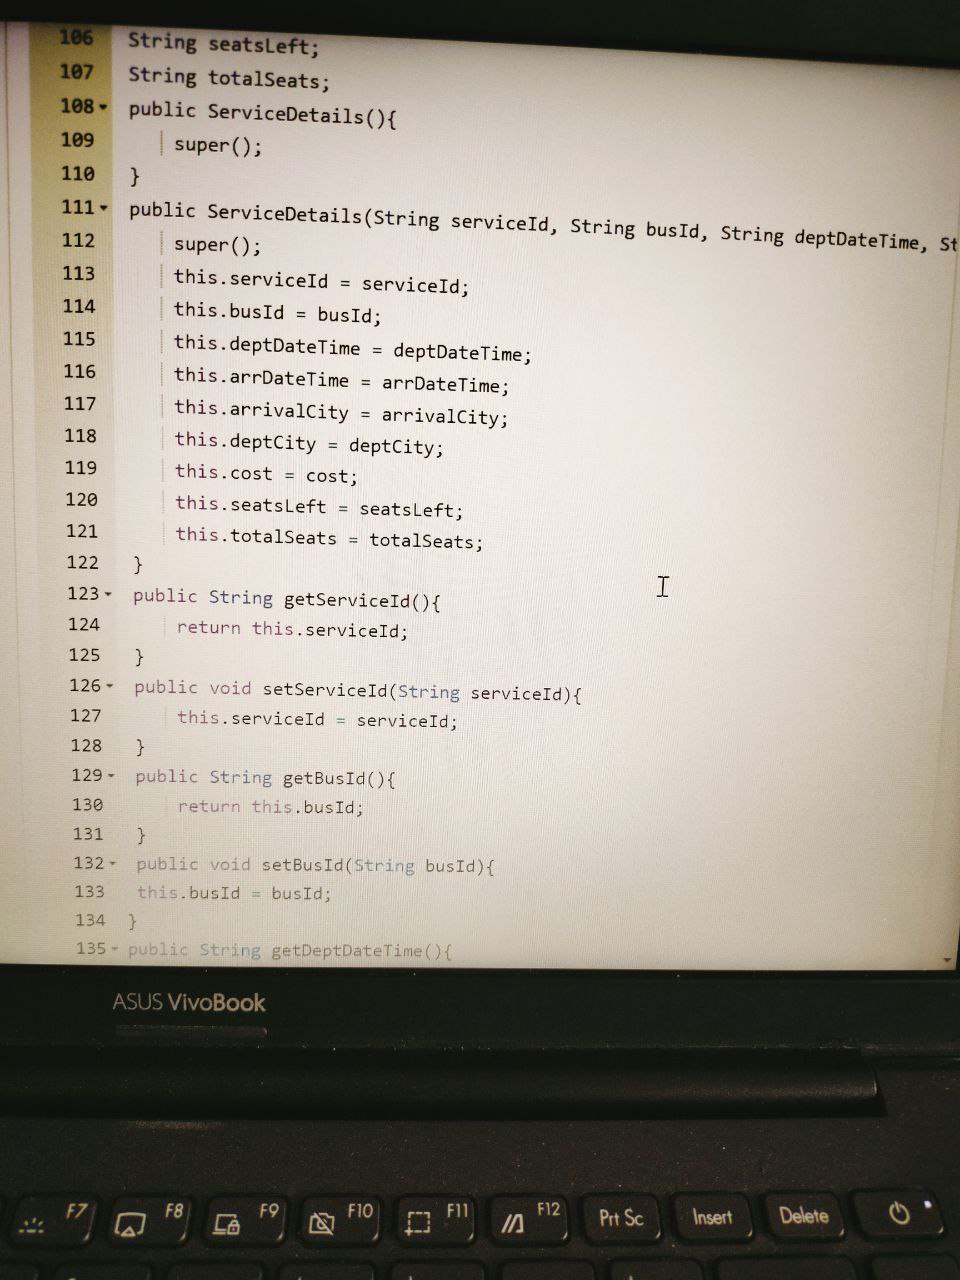 106 String seatsLeft;
107 String totalSeats;
108 public ServiceDetails(){
109 super();
110 }
111 public ServiceDetails(String serviceId, String busId, String deptDateTime, St
112 super();
113 this.serviceId = serviceId;
114 this.busId = busId;
115 this.deptDateTime = deptDateTime;
116 this.arrDateTime = arrDateTime;
117 this.arrivalCity = arrivalCity;
118 this.deptCity = deptCity;
119 this.cost = cost;
120 this.seatsLeft = seatsLeft;
121 this.totalSeats = totalSeats;
122 }
123 public String getServiceId(){
124 return this.serviceId;
125 }
126 public void setServiceId(String serviceId){
127 this.serviceId = serviceId;
128 }
129 public String getBusId(){
130 return this.busId;
131 }
132 public void setBusId(String busId){
133 this.busId = busId;
134 }
135 public String getDeptDateTime(){
ASUS VivoBook
F7 F8 F9 F10 F11 F12 Prt Sc Insert Delete